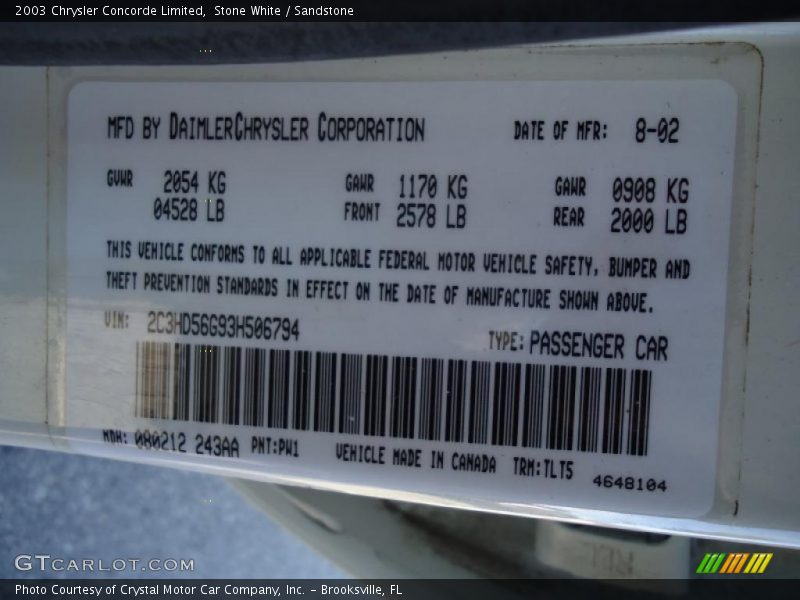 2003 Chrysler Concorde Limited, Stone White / Sandstone
MFD BY DAIMLERCHRYSLER CORPORATION DATE OF MFR: 8-02
GVWR 2054 KG GAWR 1170 KG GAWR 0908 KG
04528 LB FRONT 2578 LB REAR 2000 LB
THIS VEHICLE CONFORMS TO ALL APPLICABLE FEDERAL MOTOR VEHICLE SAFETY, BUMPER AND
THEFT PREVENTION STANDARDS IN EFFECT ON THE DATE OF MANUFACTURE SHOWN ABOVE.
VIN: 2C3HD56G93H506794 TYPE: PASSENGER CAR
MDH: 080212 243AA PNT:PW1 VEHICLE MADE IN CANADA TRM:TLT5 4648104
GTCARLOT.COM
Photo Courtesy of Crystal Motor Car Company, Inc. – Brooksville, FL